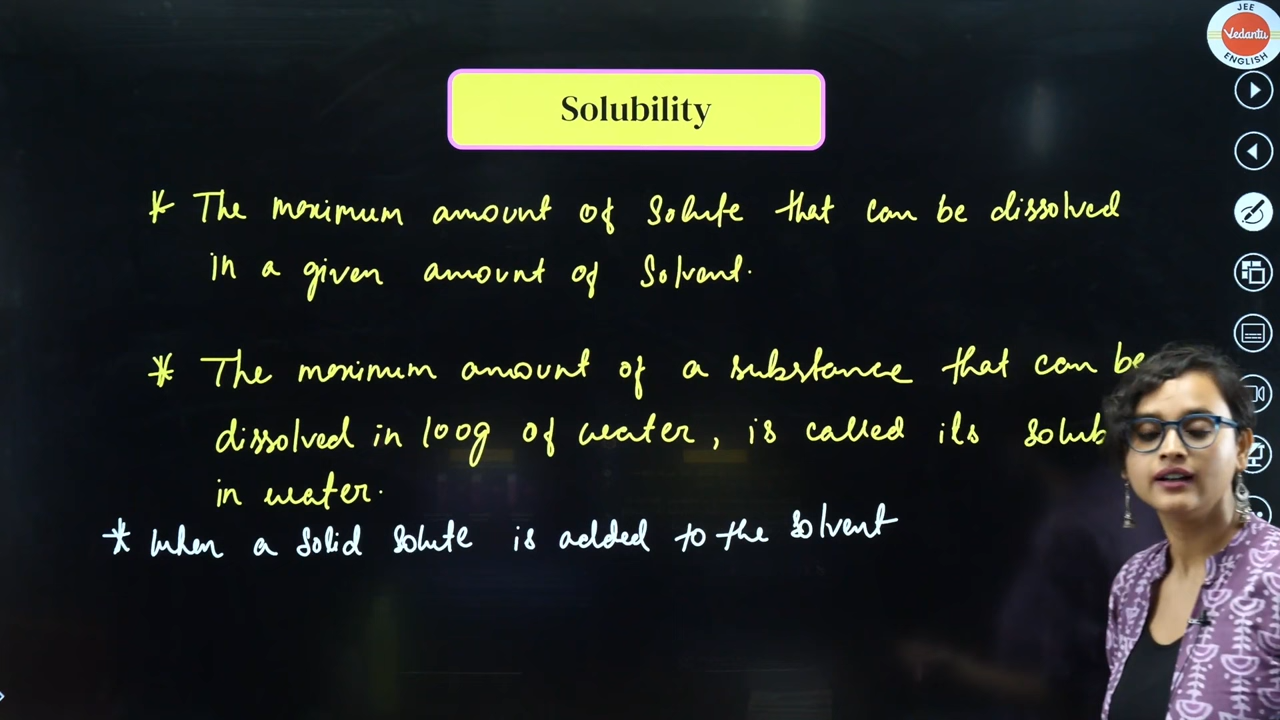 JEE
Vedantu
ENGLISH
Solubility
* The maximum amount of solute that can be dissolved
in a given amount of solvent.
* The maximum amount of a substance that can be
dissolved in 100g of water, is called its solub
in water.
* When a solid solute is added to the solvent